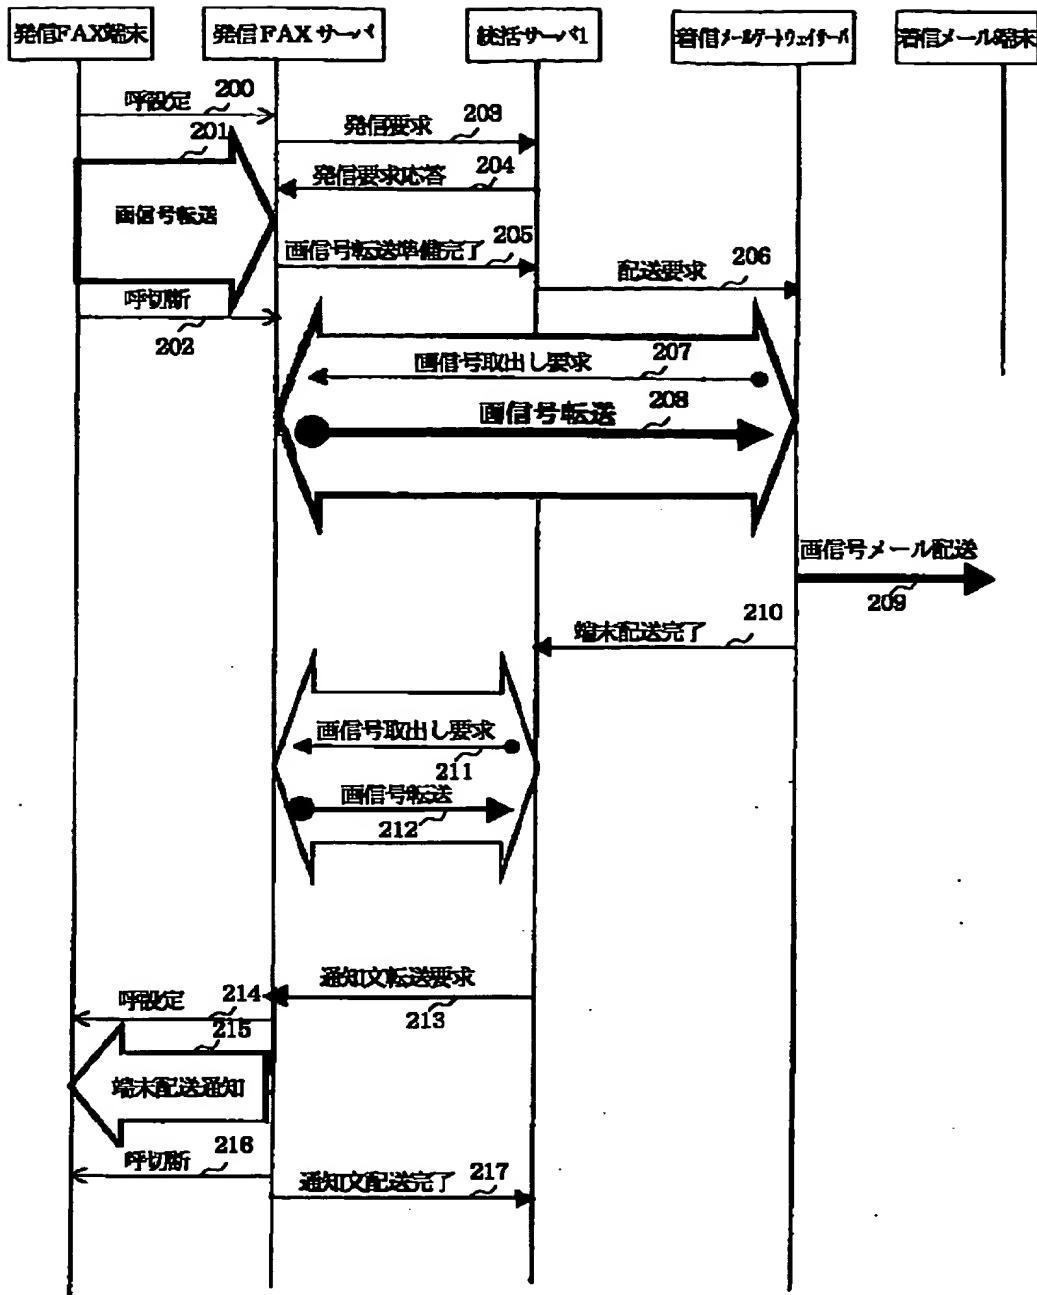 発信FAX端末
発信FAXサーバ
統括サーバ1
着信メールゲートウェイサーバ
着信メール端末
呼設定
200
201
発信要求
203
発信要求応答
204
画信号転送
画信号転送準備完了
205
配送要求
206
呼切断
202
画信号取出し要求
207
画信号転送
208
画信号メール配送
209
端末配送完了
210
画信号取出し要求
211
画信号転送
212
通知文転送要求
213
呼設定
214
215
端末配送通知
呼切断
216
通知文配送完了
217